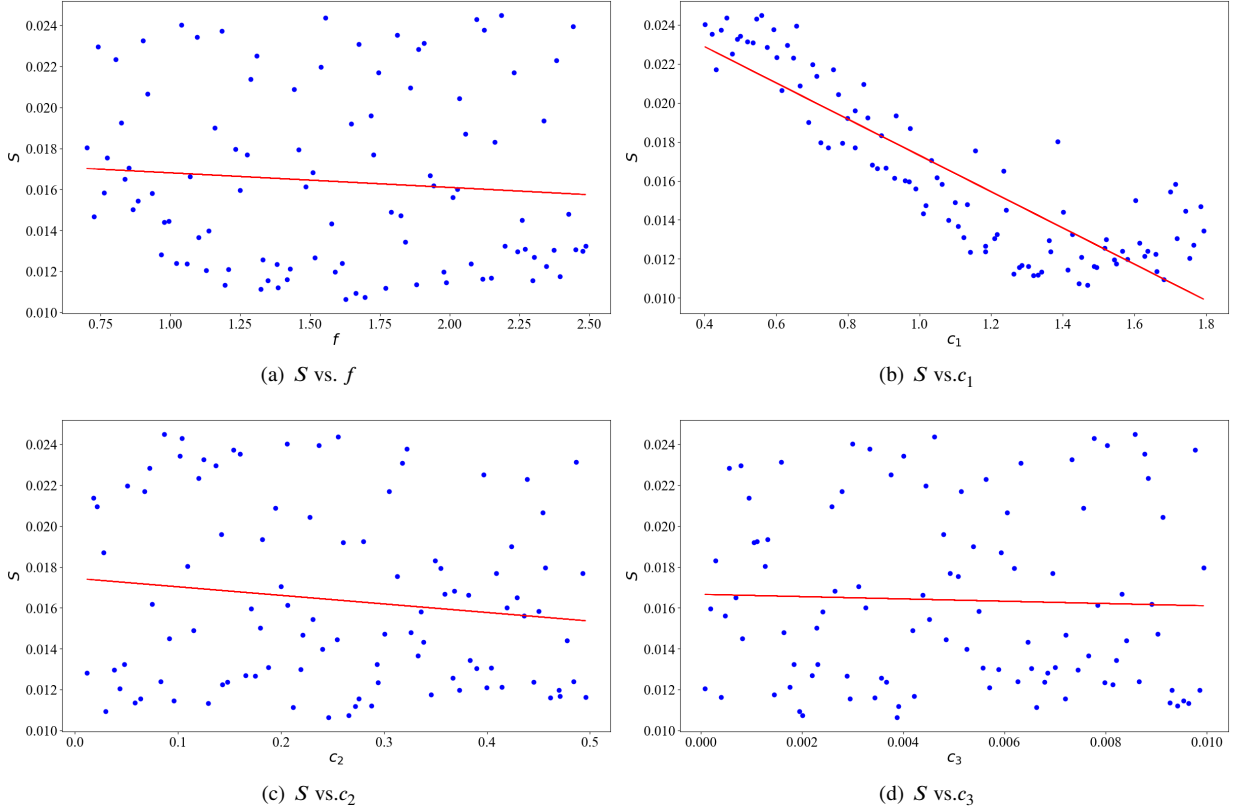 0.024
0.022
0.020
0.018
0.016
0.014
0.012
0.010
S
0.75 1.00 1.25 1.50 1.75 2.00 2.25 2.50
f
(a) S vs. f
0.024
0.022
0.020
0.018
0.016
0.014
0.012
0.010
S
0.4 0.6 0.8 1.0 1.2 1.4 1.6 1.8
c₁
(b) S vs.c₁
0.024
0.022
0.020
0.018
0.016
0.014
0.012
0.010
S
0.0 0.1 0.2 0.3 0.4 0.5
c₂
(c) S vs.c₂
0.024
0.022
0.020
0.018
0.016
0.014
0.012
0.010
S
0.000 0.002 0.004 0.006 0.008 0.010
c₃
(d) S vs.c₃